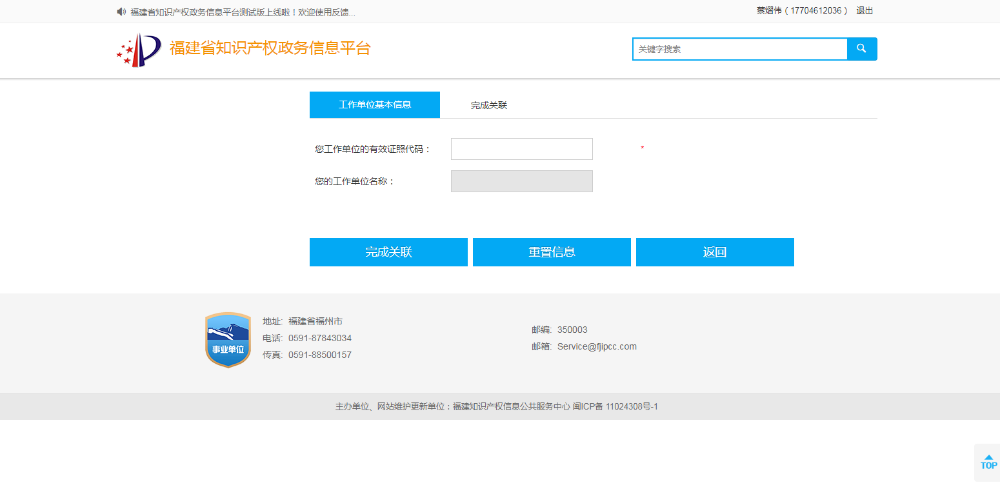 福建省知识产权政务信息平台测试版上线啦！欢迎使用反馈...
蔡熠伟（17704612036） 退出
福建省知识产权政务信息平台
关键字搜索
工作单位基本信息 完成关联
您工作单位的有效证照代码： *
您的工作单位名称：
完成关联 重置信息 返回
事业单位
地址: 福建省福州市
电话: 0591-87843034
传真: 0591-88500157
邮编: 350003
邮箱: Service@fjipcc.com
主办单位、网站维护更新单位：福建知识产权信息公共服务中心 闽ICP备 11024308号-1
TOP